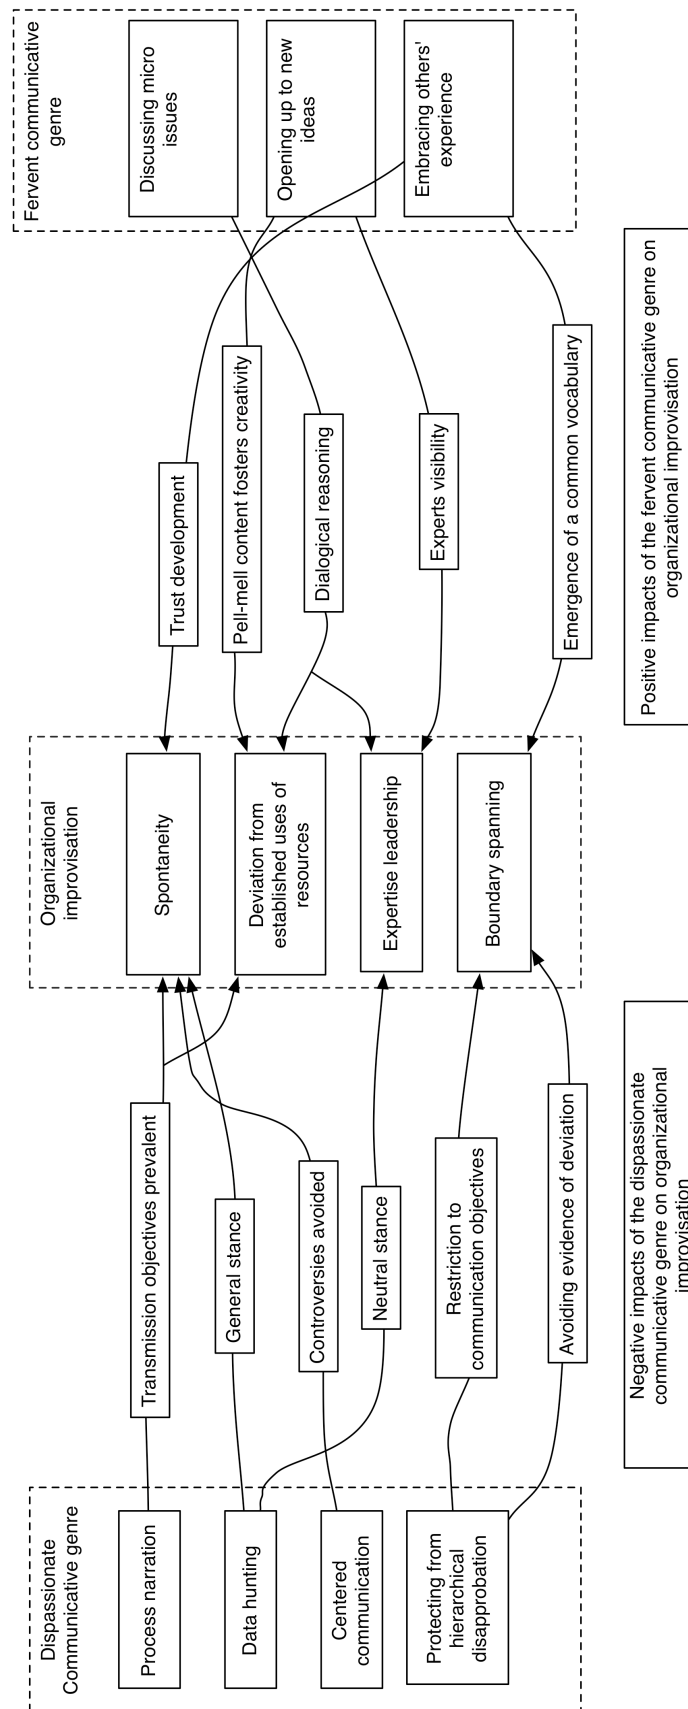 Dispassionate
Communicative genre
Process narration
Data hunting
Centered
communication
Protecting from
hierarchical
disapprobation
Transmission objectives prevalent
General stance
Controversies avoided
Neutral stance
Restriction to
communication objectives
Avoiding evidence of deviation
Negative impacts of the dispassionate
communicative genre on organizational
improvisation
Organizational
improvisation
Spontaneity
Deviation from
established uses of
resources
Expertise leadership
Boundary spanning
Trust development
Pell-mell content fosters creativity
Dialogical reasoning
Experts visibility
Emergence of a common vocabulary
Positive impacts of the fervent communicative genre on
organizational improvisation
Fervent communicative
genre
Discussing micro
issues
Opening up to new
ideas
Embracing others'
experience